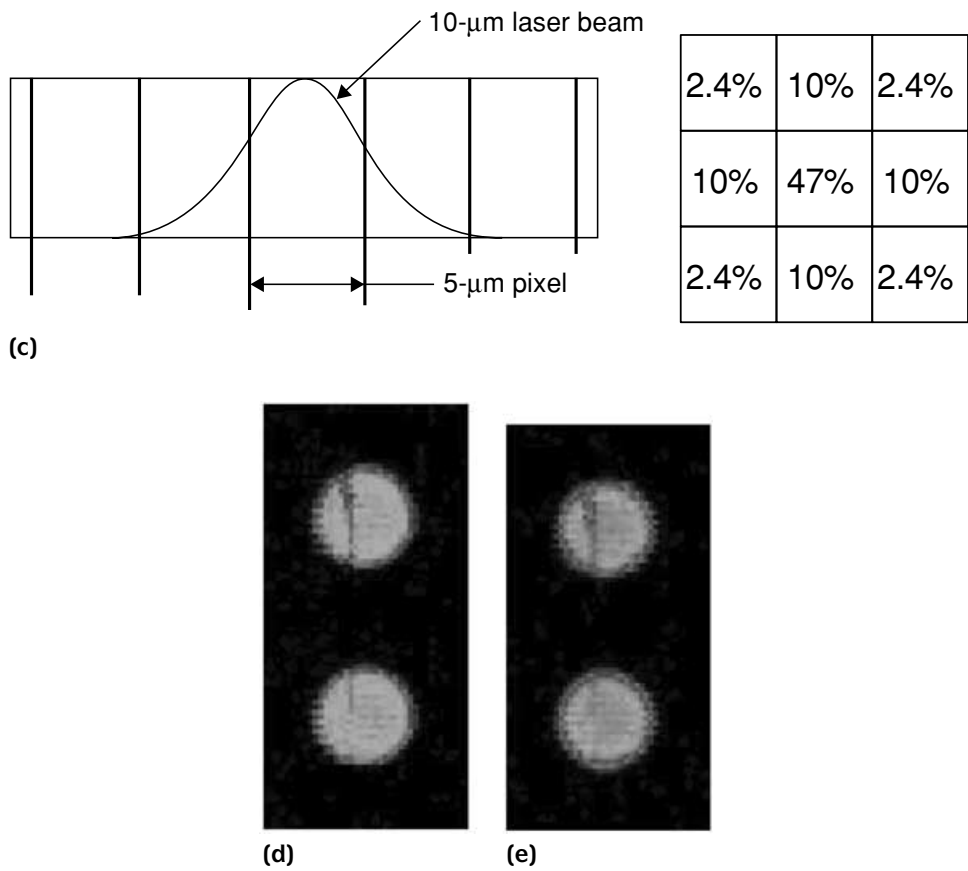 10-μm laser beam
2.4% 10% 2.4%
10% 47% 10%
5-μm pixel
2.4% 10% 2.4%
(c)
(d) (e)